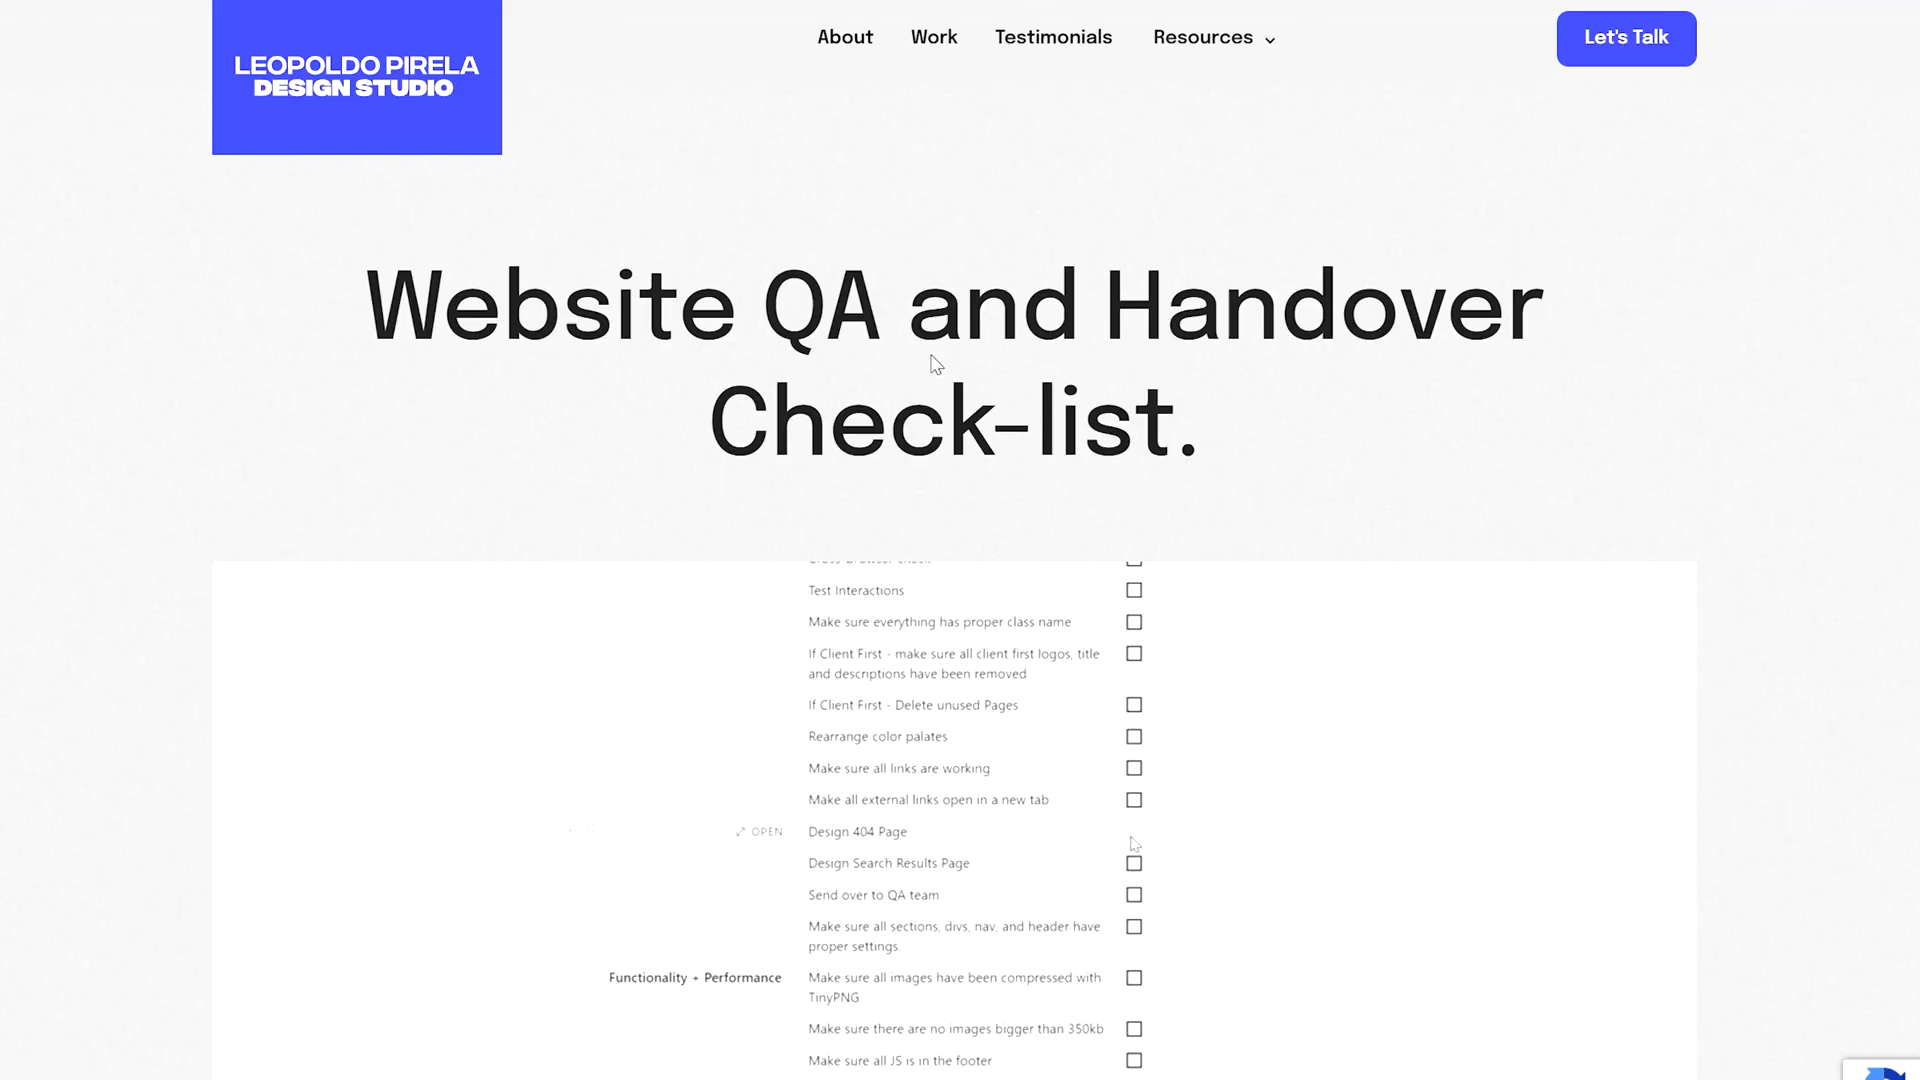 LEOPOLDO PIRELA
DESIGN STUDIO
About Work Testimonials Resources
Let's Talk
Website QA and Handover
Check-list.
Cross Browser check
Test Interactions
Make sure everything has proper class name
If Client First - make sure all client first logos, title
and descriptions have been removed
If Client First - Delete unused Pages
Rearrange color palates
Make sure all links are working
Make all external links open in a new tab
OPEN Design 404 Page
Design Search Results Page
Send over to QA team
Make sure all sections, divs, nav, and header have
proper settings.
Functionality + Performance Make sure all images have been compressed with
TinyPNG
Make sure there are no images bigger than 350kb
Make sure all JS is in the footer